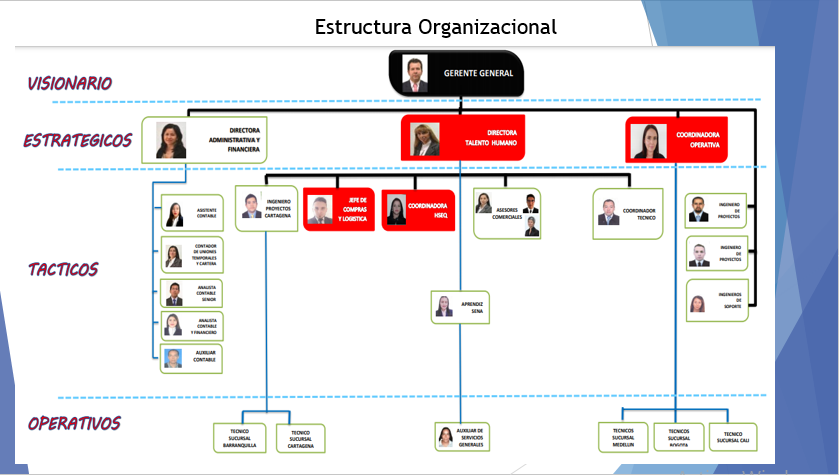 Estructura Organizacional
GERENTE GENERAL
VISIONARIO
ESTRATEGICOS
DIRECTORA
ADMINISTRATIVA Y
FINANCIERA
DIRECTORA
TALENTO HUMANO
COORDINADORA
OPERATIVA
TACTICOS
ASISTENTE
CONTABLE
CONTADOR
DE UNIONES
TEMPORALES
Y CARTERA
ANALISTA
CONTABLE
SENIOR
ANALISTA
CONTABLE
Y FINANCIERO
AUXILIAR
CONTABLE
INGENIERO
PROYECTOS
CARTAGENA
JEFE DE
COMPRAS
Y LOGISTICA
COORDINADORA
HSEQ
ASESORES
COMERCIALES
COORDINADOR
TECNICO
INGENIERO
DE
PROYECTOS
INGENIERO
DE
PROYECTOS
INGENIEROS
DE
SOPORTE
APRENDIZ
SENA
OPERATIVOS
TECNICO
SUCURSAL
BARRANQUILLA
TECNICO
SUCURSAL
CARTAGENA
AUXILIAR DE
SERVICIOS
GENERALES
TECNICOS
SUCURSAL
MEDELLIN
TECNICOS
SUCURSAL
BOGOTA
TECNICO
SUCURSAL CALI